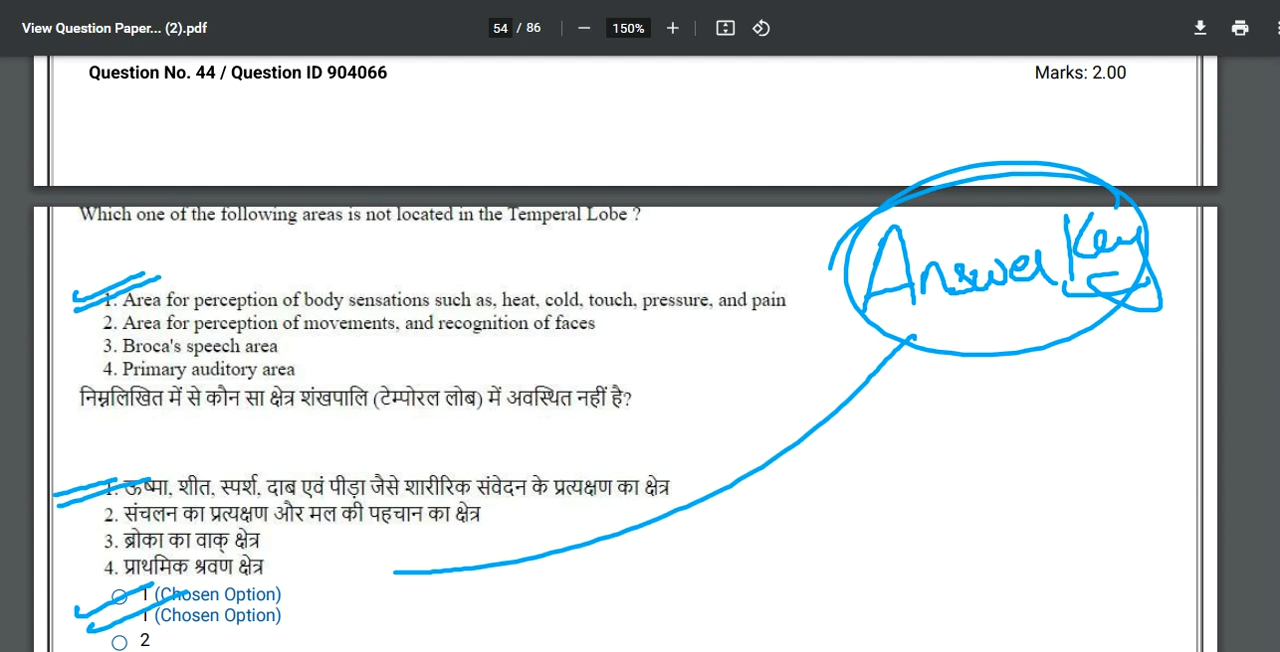 View Question Paper... (2).pdf
54 / 86
150%
Question No. 44 / Question ID 904066
Marks: 2.00
Which one of the following areas is not located in the Temperal Lobe ?
Answer Key
1. Area for perception of body sensations such as, heat, cold, touch, pressure, and pain
2. Area for perception of movements, and recognition of faces
3. Broca's speech area
4. Primary auditory area
निम्नलिखित में से कौन सा क्षेत्र शंखपालि (टेम्पोरल लोब) में अवस्थित नहीं है?
1. ऊष्मा, शीत, स्पर्श, दाब एवं पीड़ा जैसे शारीरिक संवेदन के प्रत्यक्षण का क्षेत्र
2. संचलन का प्रत्यक्षण और मल की पहचान का क्षेत्र
3. ब्रोका का वाक् क्षेत्र
4. प्राथमिक श्रवण क्षेत्र
1 (Chosen Option)
1 (Chosen Option)
2